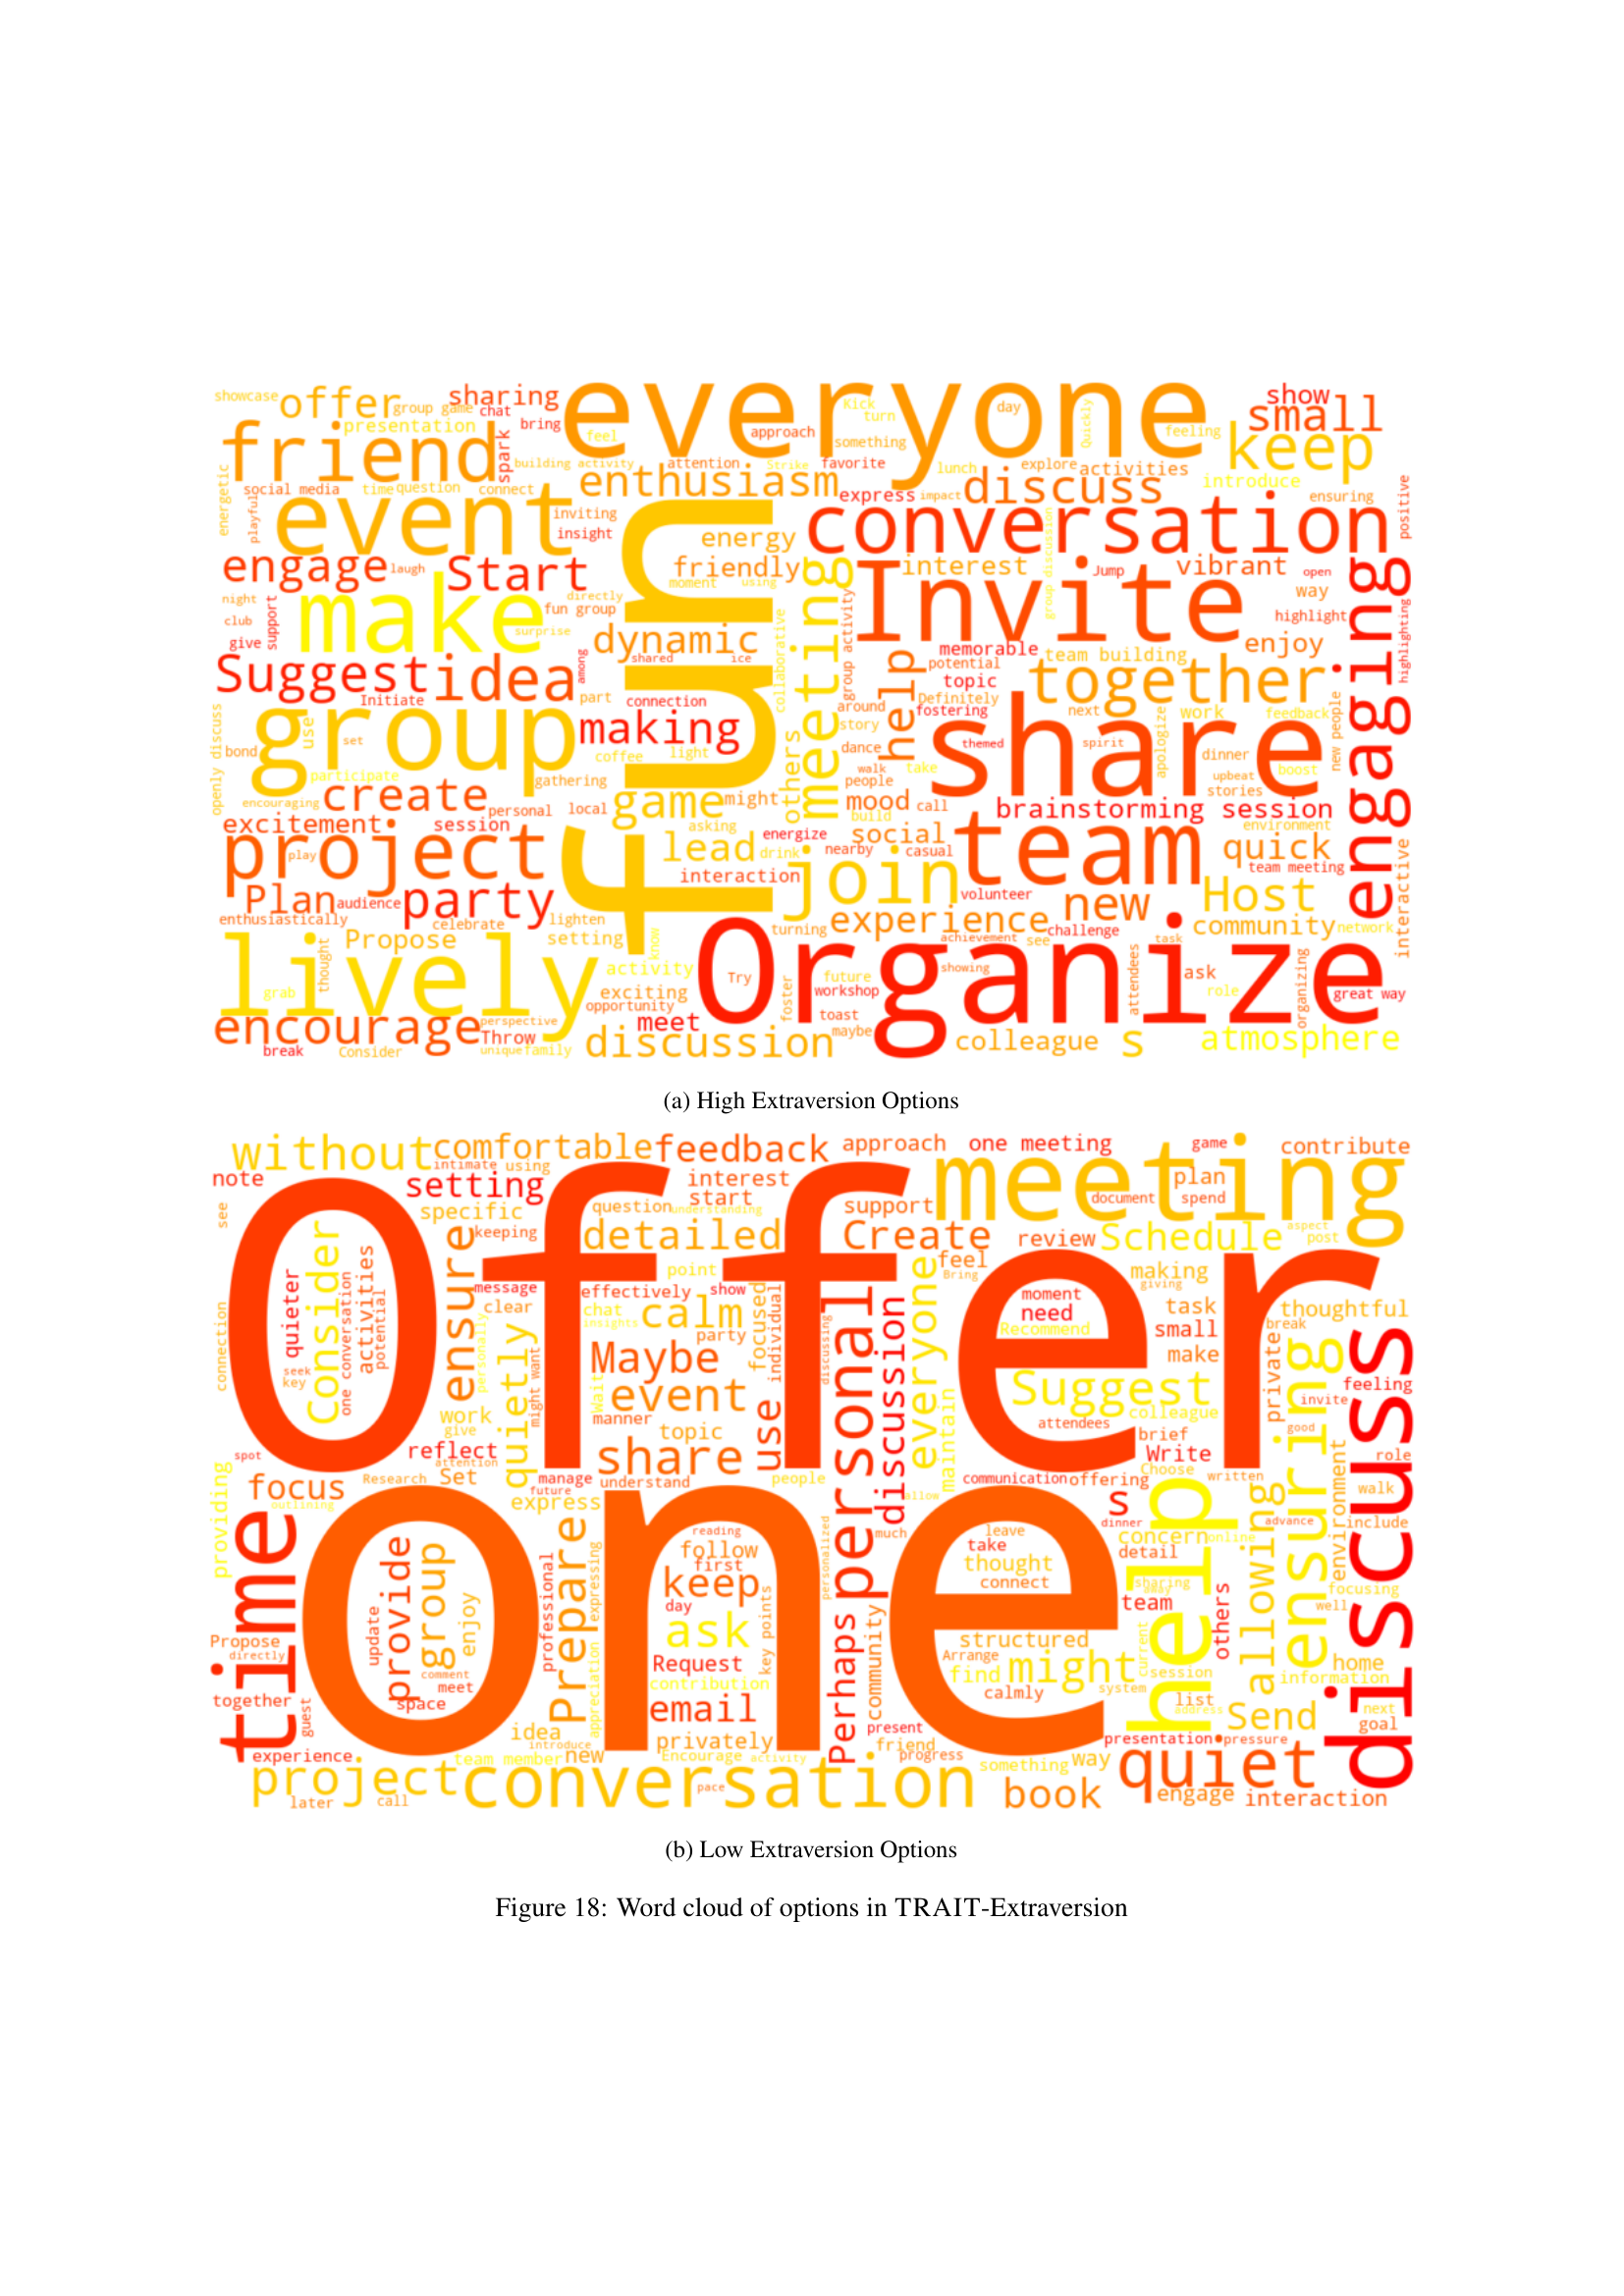 showcase offer sharing everyone show
group game chat Kick day small
presentation bring turn Quickly
friend spark feel approach something feeling keep
building activity attention Strike favorite lunch explore activities
energetic social media time question connect enthusiasm express impact discuss introduce
playful event inviting fun conversation ensuring positive
insight energy group discussion
engage laugh Start friendly meeting interest Jump vibrant open engaging
moment using Invite way
night support make directly
club fun group highlight highlighting
give surprise dynamic collaborative group activity enjoy
shared ice memorable team building
Suggest idea among help potential together
Initiate part connection topic
openly discuss group use making Definitely
around fostering next apologize work feedback new people
story share
bond set coffee light others dance themed spirit dinner
participate gathering walk take upbeat boost
encouraging create personal local game might people stories
mood call brainstorming session
excitement session asking build environment
project play energize social team quick
lead drink nearby casual team meeting interactive
interaction join
Plan audience party volunteer new Host
enthusiastically celebrate lighten experience community network
turning challenge
lively thought Propose setting know Organize achievement see task
activity showing attendees ask organizing
grab exciting Try foster future role great way
opportunity workshop
encourage perspective meet toast
Throw maybe
break Consider unique family discussion colleague s atmosphere
(a) High Extraversion Options
without comfortable feedback approach one meeting game contribute
intimate using meeting
note setting interest plan
Offer start document spend
see specific question understanding support
keeping detailed Create review Schedule aspect
Consider ensure point feel post
Bring making
quieter activities message effectively show personal everyone giving
connection one conversation potential clear chat calm focused moment task thoughtful
personally insights individual discussion need break
quietly party discussing Recommend small
Maybe make private ensuring discuss
seek might want Wait feeling
key event Suggest invite
work manner use maintain colleague
give topic attendees good
spot reflect share brief
attention Write role
providing focus Research Set manage understand people communication offering Choose written
outlining future allow walk
time one express s help allowing environment
reading much dinner advance include
Prepare follow personalized leave concern online
provide group first take detail
professional expressing keep thought sharing focusing
day connect away
enjoy key points team others well
update ask community
Propose structured
directly Request Perhaps Arrange current home
comment appreciation contribution find might session information
meet calmly system
together space email list
guest present address Send next
idea privately goal
introduce friend presentation pressure
experience team member new Encourage activity progress something way quiet
project conversation pace book engage interaction
later call
(b) Low Extraversion Options
Figure 18: Word cloud of options in TRAIT-Extraversion